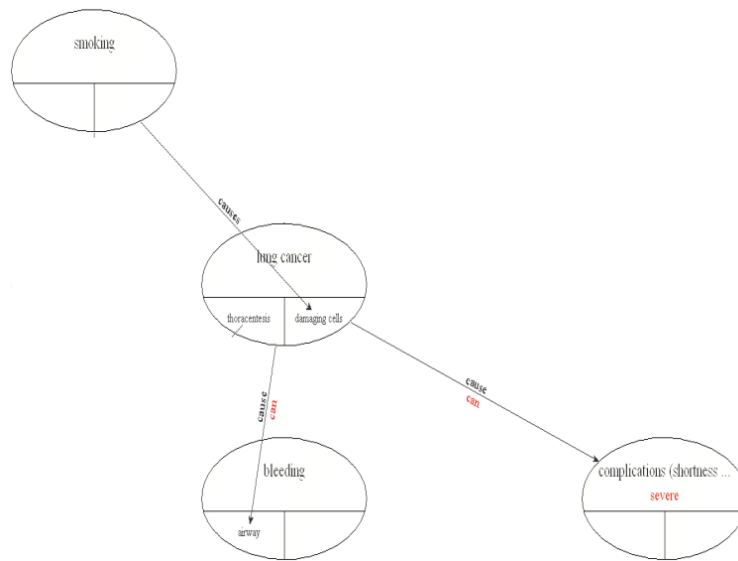 smoking
causes
lung cancer
thoracentesis
damaging cells
cause
can
cause
can
bleeding
airway
complications (shortness ...
severe